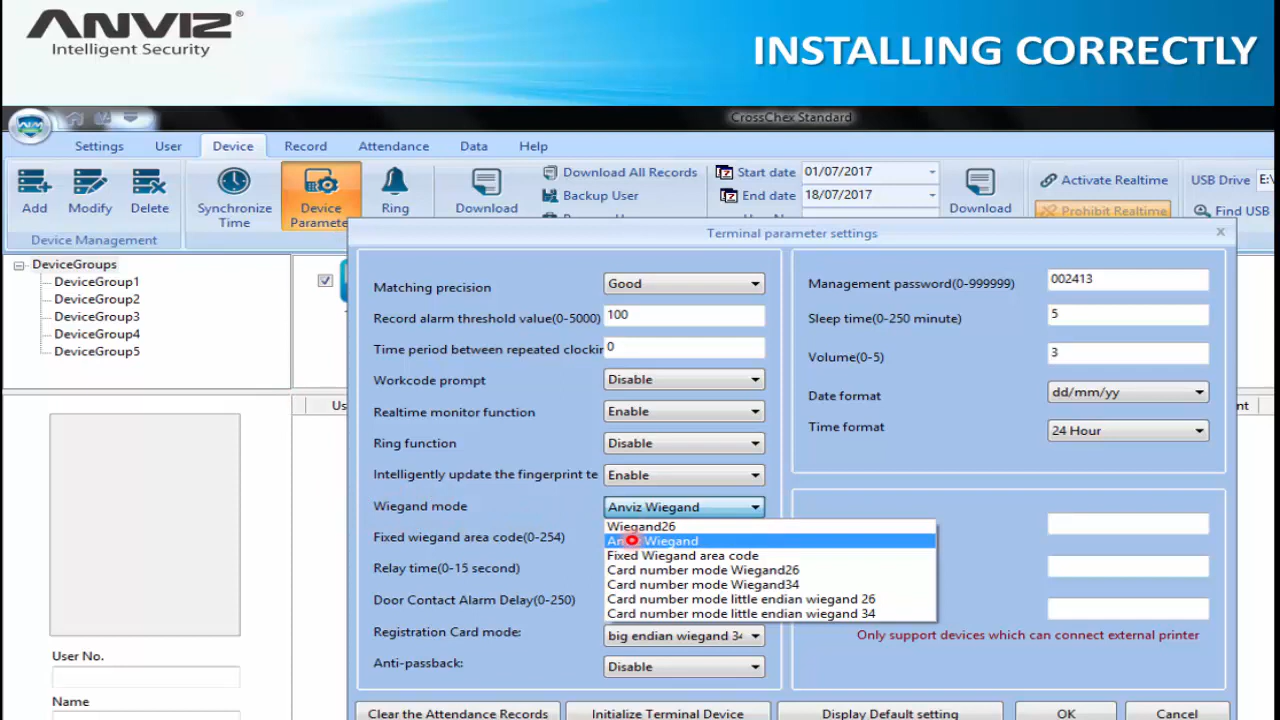 ANVIZ®
Intelligent Security
INSTALLING CORRECTLY
CrossChex Standard
Settings User Device Record Attendance Data Help
Add Modify Delete
Device Management
Synchronize
Time
Device
Paramete
Ring
Download
Download All Records
Backup User
Start date 01/07/2017
End date 18/07/2017
Download
Activate Realtime
Prohibit Realtime
USB Drive E:\
Find USB
Terminal parameter settings
DeviceGroups
DeviceGroup1
DeviceGroup2
DeviceGroup3
DeviceGroup4
DeviceGroup5
Us
nt
User No.
Name
Matching precision Good
Record alarm threshold value(0-5000) 100
Time period between repeated clockin 0
Workcode prompt Disable
Realtime monitor function Enable
Ring function Disable
Intelligently update the fingerprint te Enable
Wiegand mode Anviz Wiegand
Wiegand26
Wiegand
Fixed Wiegand area code
Card number mode Wiegand26
Card number mode Wiegand34
Card number mode little endian wiegand 26
Card number mode little endian wiegand 34
Fixed wiegand area code(0-254)
Relay time(0-15 second)
Door Contact Alarm Delay(0-250)
Registration Card mode: big endian wiegand 34
Anti-passback: Disable
Management password(0-999999) 002413
Sleep time(0-250 minute) 5
Volume(0-5) 3
Date format dd/mm/yy
Time format 24 Hour
Only support devices which can connect external printer
Clear the Attendance Records Initialize Terminal Device Display Default setting OK Cancel